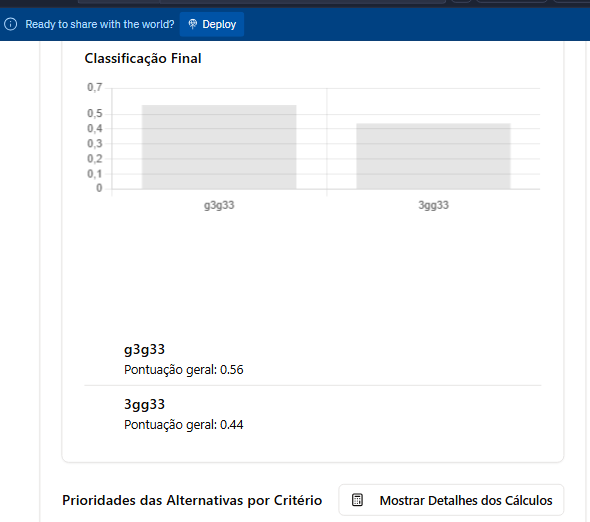 Ready to share with the world? Deploy
Classificação Final
0,7
0,5
0,4
0,3
0,2
0,1
0
g3g33 3gg33
g3g33
Pontuação geral: 0.56
3gg33
Pontuação geral: 0.44
Prioridades das Alternativas por Critério Mostrar Detalhes dos Cálculos